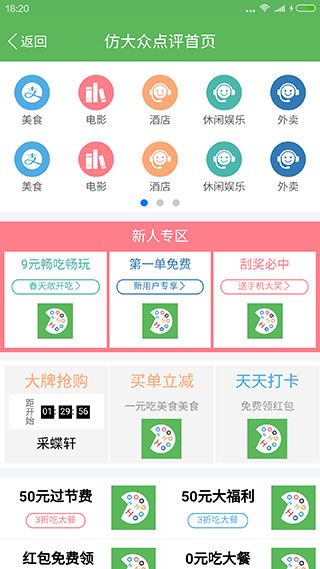 18:20
返回
仿大众点评首页
美食 电影 酒店 休闲娱乐 外卖
美食 电影 酒店 休闲娱乐 外卖
新人专区
9元畅吃畅玩 第一单免费 刮奖必中
春天敞开吃 新用户专享 送手机大奖
大牌抢购 买单立减 天天打卡
距开始 01:29:56 一元吃美食美食 免费领红包
采蝶轩
50元过节费 50元大福利
3折吃大餐 3折吃大餐
红包免费领 0元吃大餐